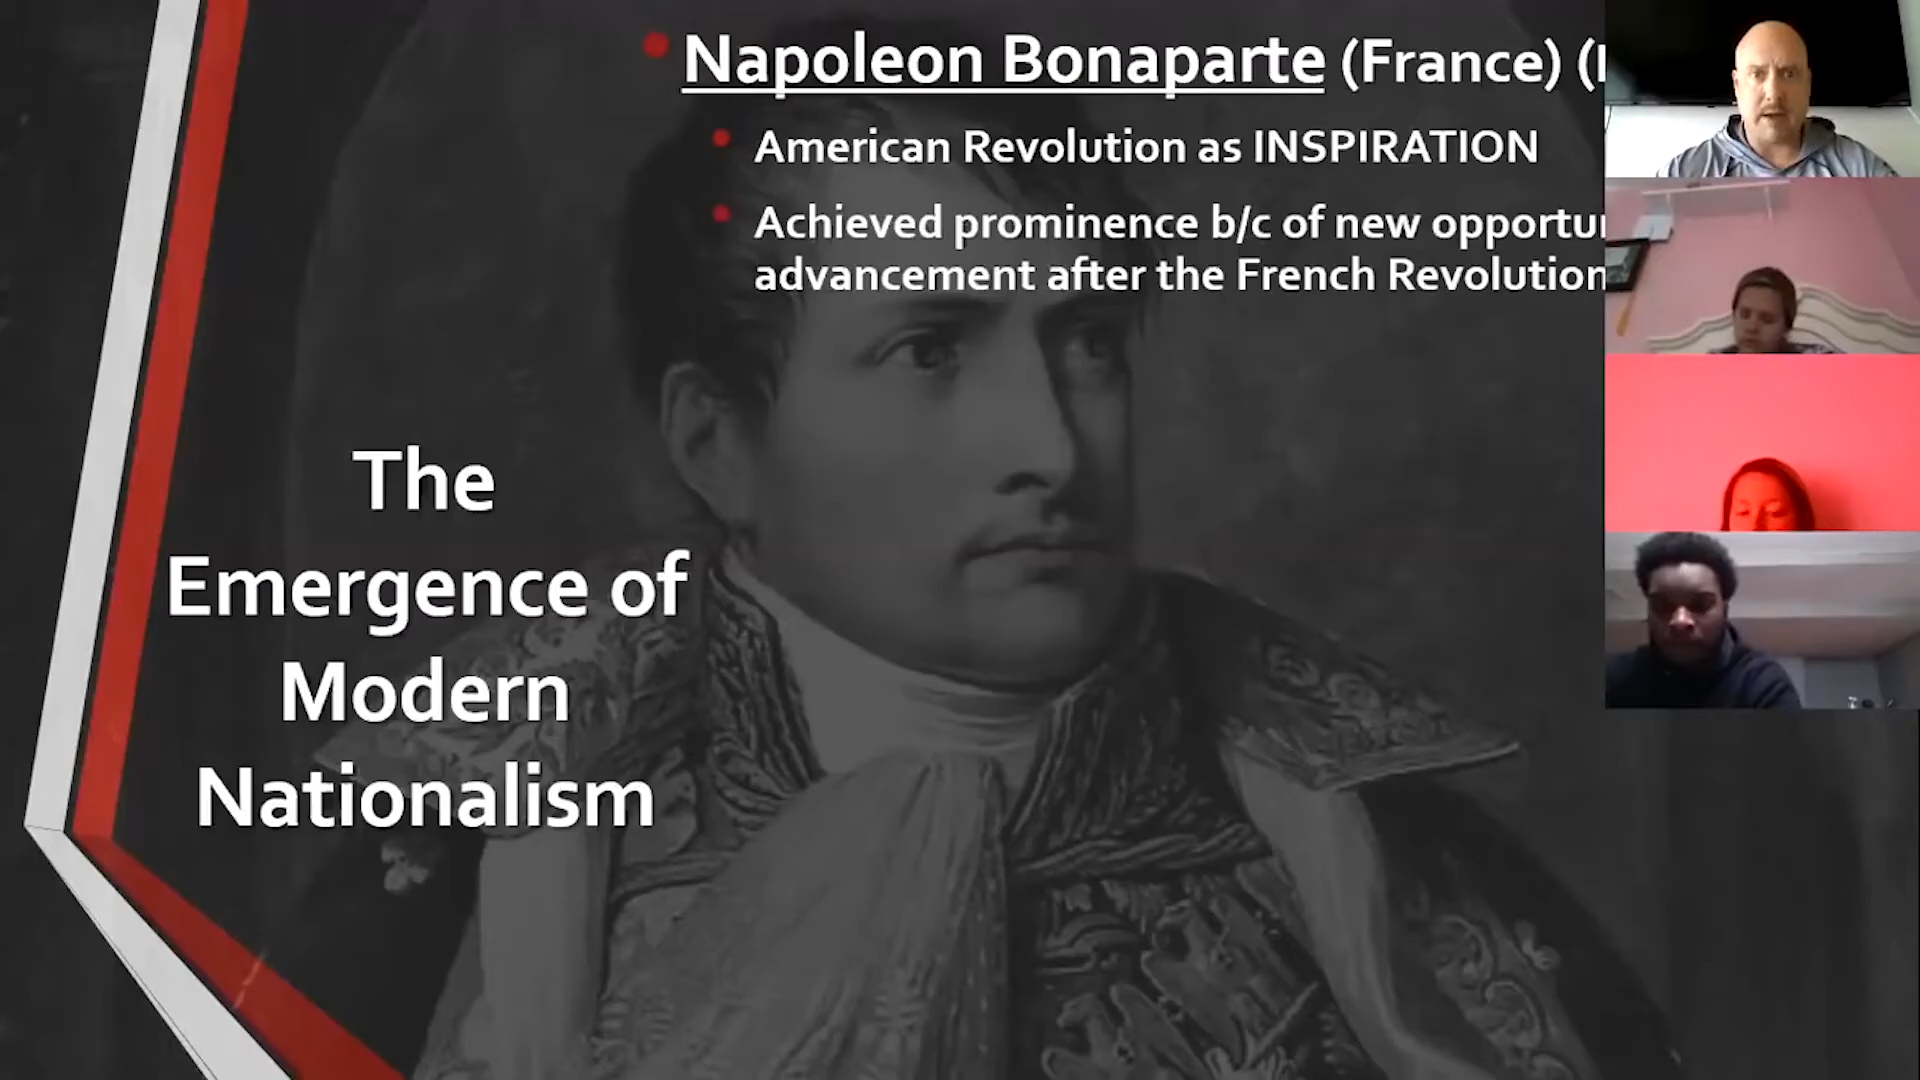 Napoleon Bonaparte (France) (
American Revolution as INSPIRATION
Achieved prominence b/c of new
advancement after the French Revolution
The
Emergence of
Modern
Nationalism